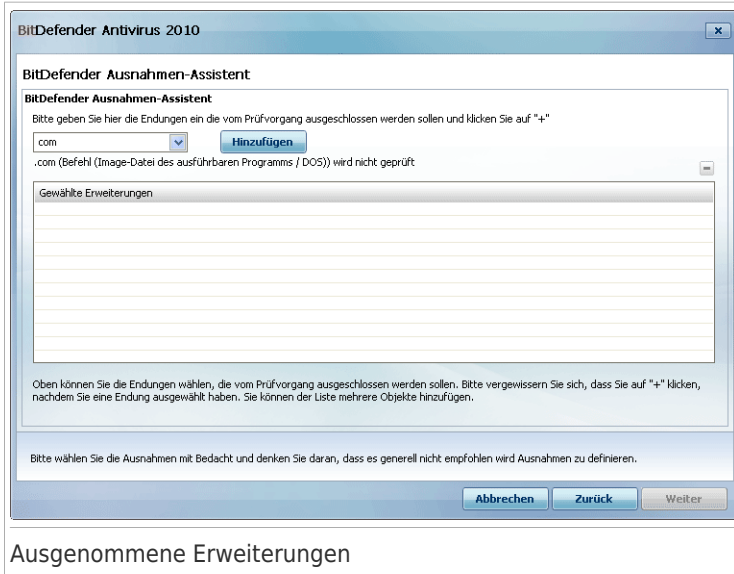 BitDefender Antivirus 2010
BitDefender Ausnahmen-Assistent
BitDefender Ausnahmen-Assistent
Bitte geben Sie hier die Endungen ein die vom Prüfvorgang ausgeschlossen werden sollen und klicken Sie auf "+"
com
Hinzufügen
.com (Befehl (Image-Datei des ausführbaren Programms / DOS)) wird nicht geprüft
Gewählte Erweiterungen
Oben können Sie die Endungen wählen, die vom Prüfvorgang ausgeschlossen werden sollen. Bitte vergewissern Sie sich, dass Sie auf "+" klicken,
nachdem Sie eine Endung ausgewählt haben. Sie können der Liste mehrere Objekte hinzufügen.
Bitte wählen Sie die Ausnahmen mit Bedacht und denken Sie daran, dass es generell nicht empfohlen wird Ausnahmen zu definieren.
Abbrechen
Zurück
Weiter
Ausgenommene Erweiterungen